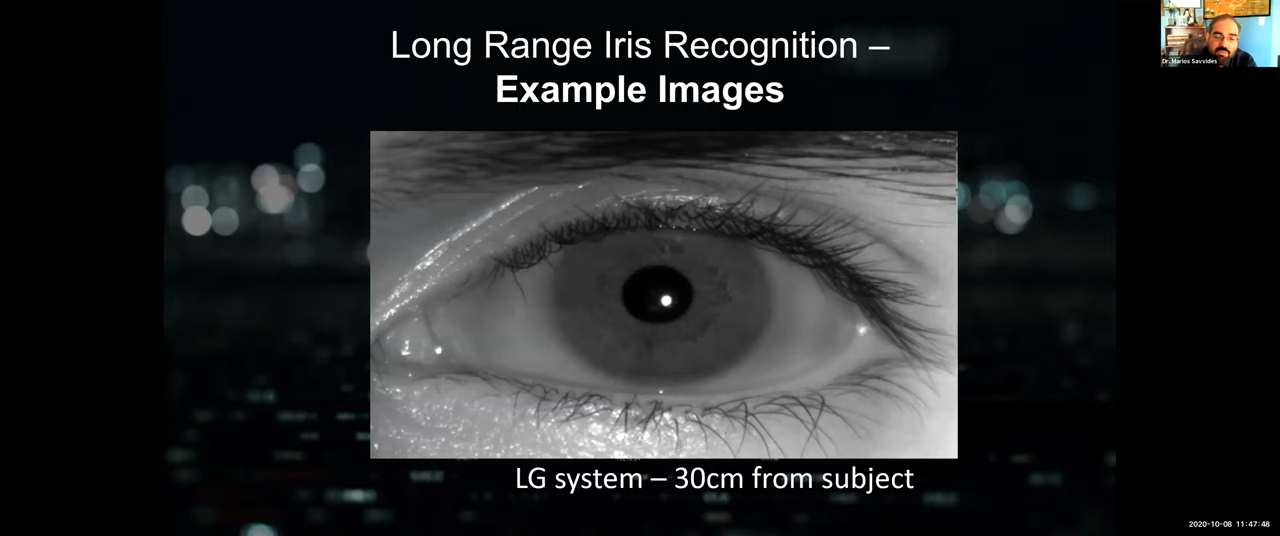 Long Range Iris Recognition –
Example Images
Dr. Marios Savvides
LG system – 30cm from subject
2020-10-08 11:47:48